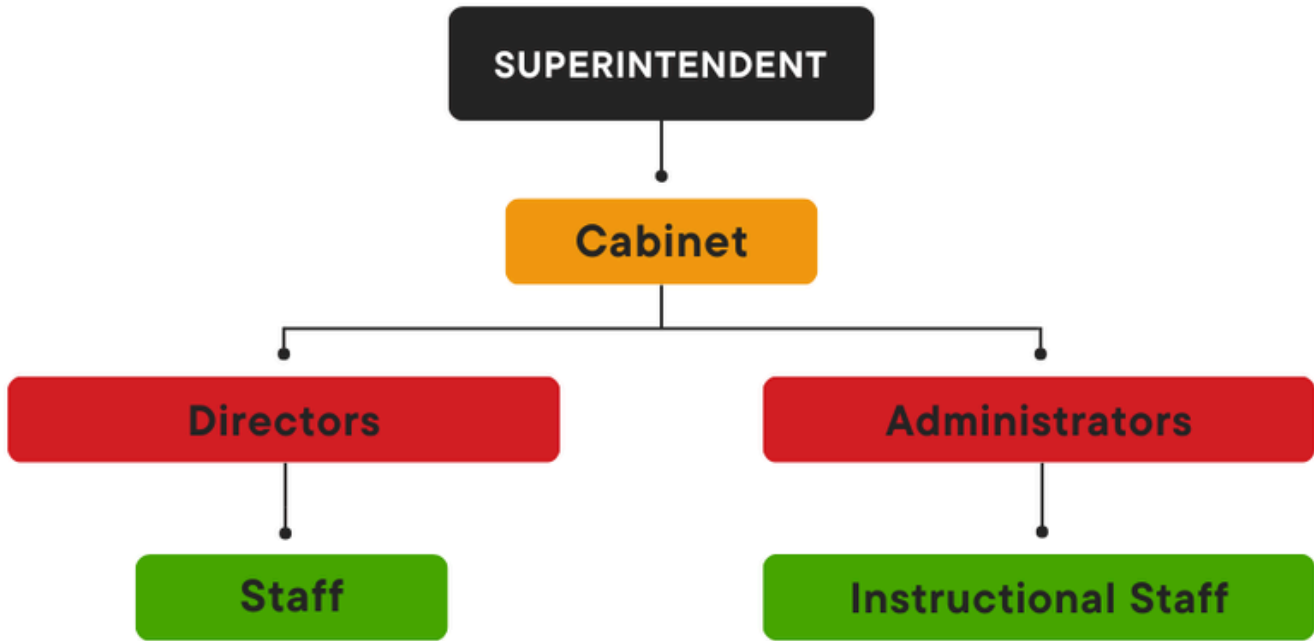 SUPERINTENDENT
Cabinet
Directors
Administrators
Staff
Instructional Staff